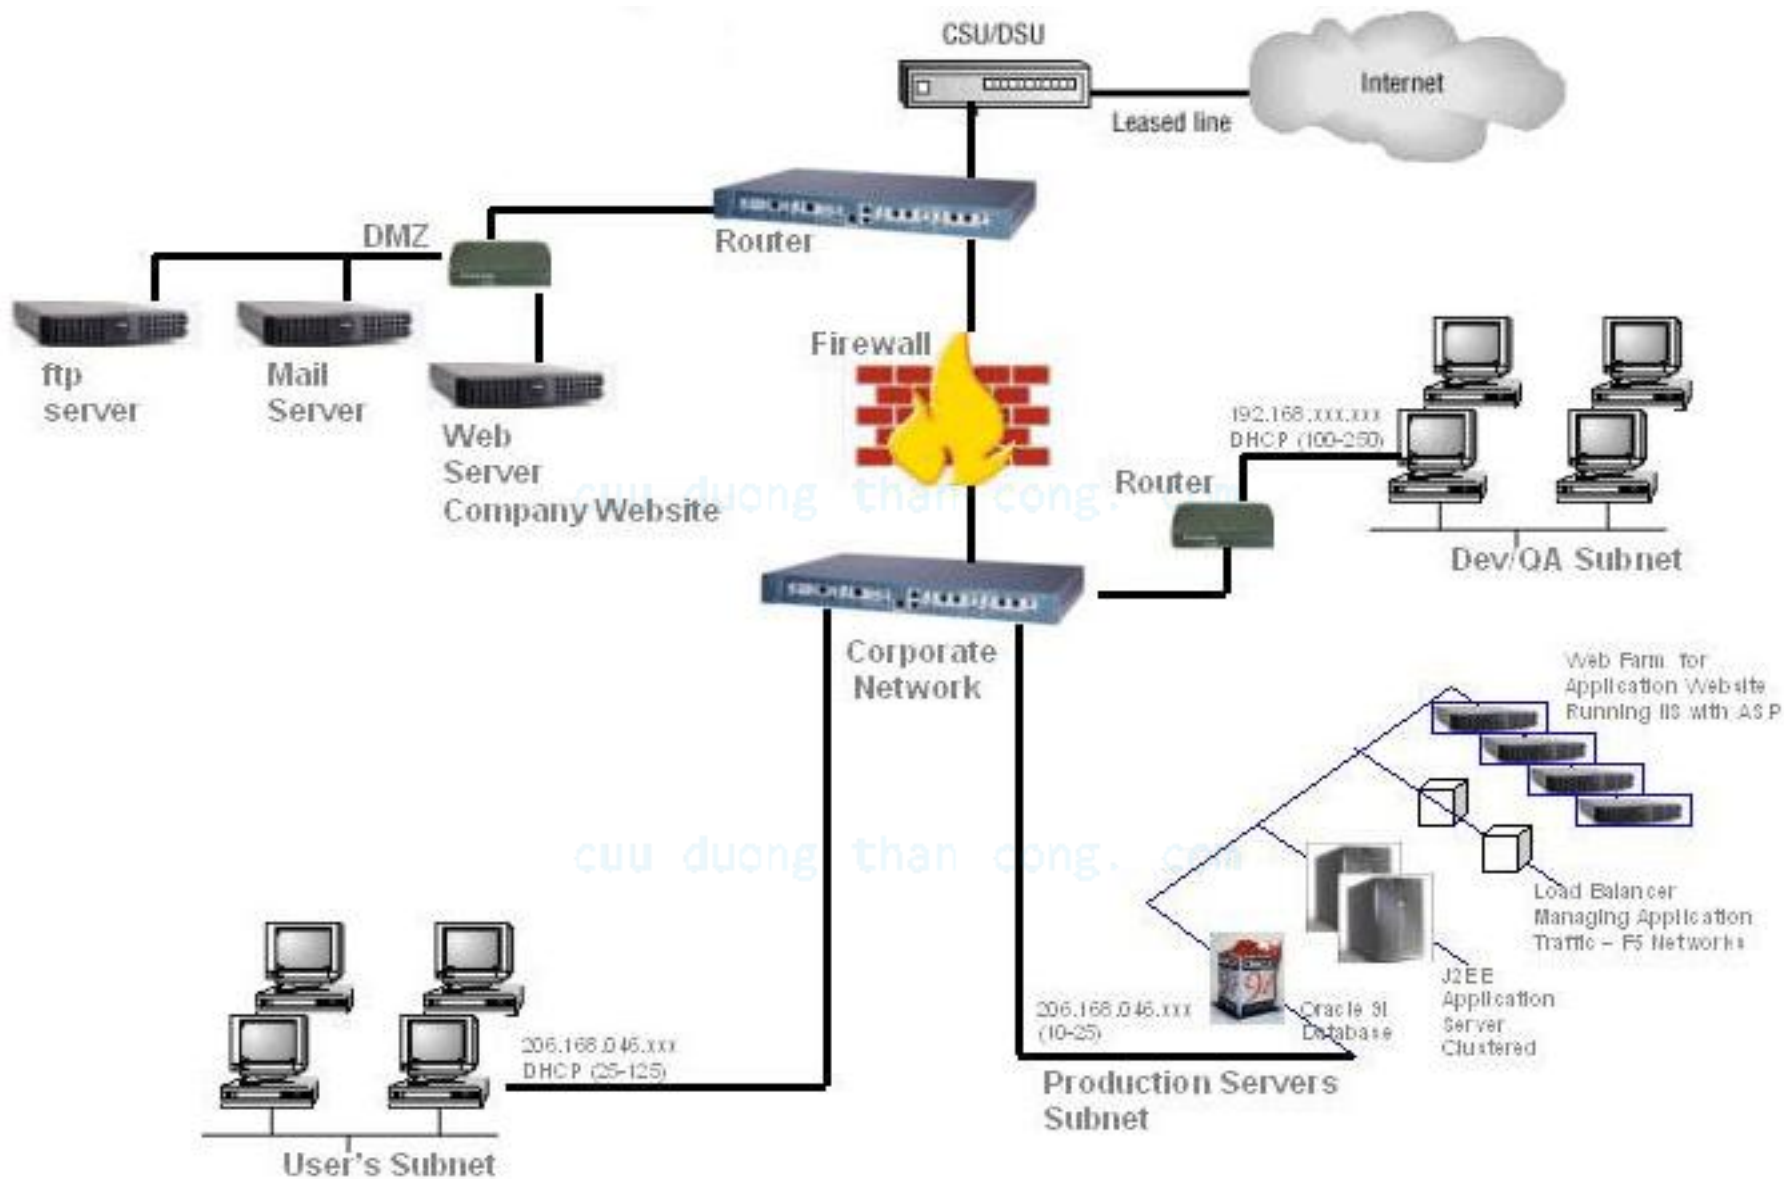 CSU/DSU
Internet
Leased line
Router
DMZ
ftp
server
Mail
Server
Web
Server
Company Website
Firewall
192.168.xxx.xxx
DHCP (100-250)
Router
Dev/QA Subnet
cuu duong than cong. com
Corporate
Network
Web Farm for
Application Website
Running IIS with ASP
cuu duong than cong. com
Load Balancer
Managing Application
Traffic – F5 Networks
J2EE
Application
Server
Clustered
Oracle 9i
Database
206.168.046.xxx
(10-25)
Production Servers
Subnet
206.168.046.xxx
DHCP (25-125)
User's Subnet